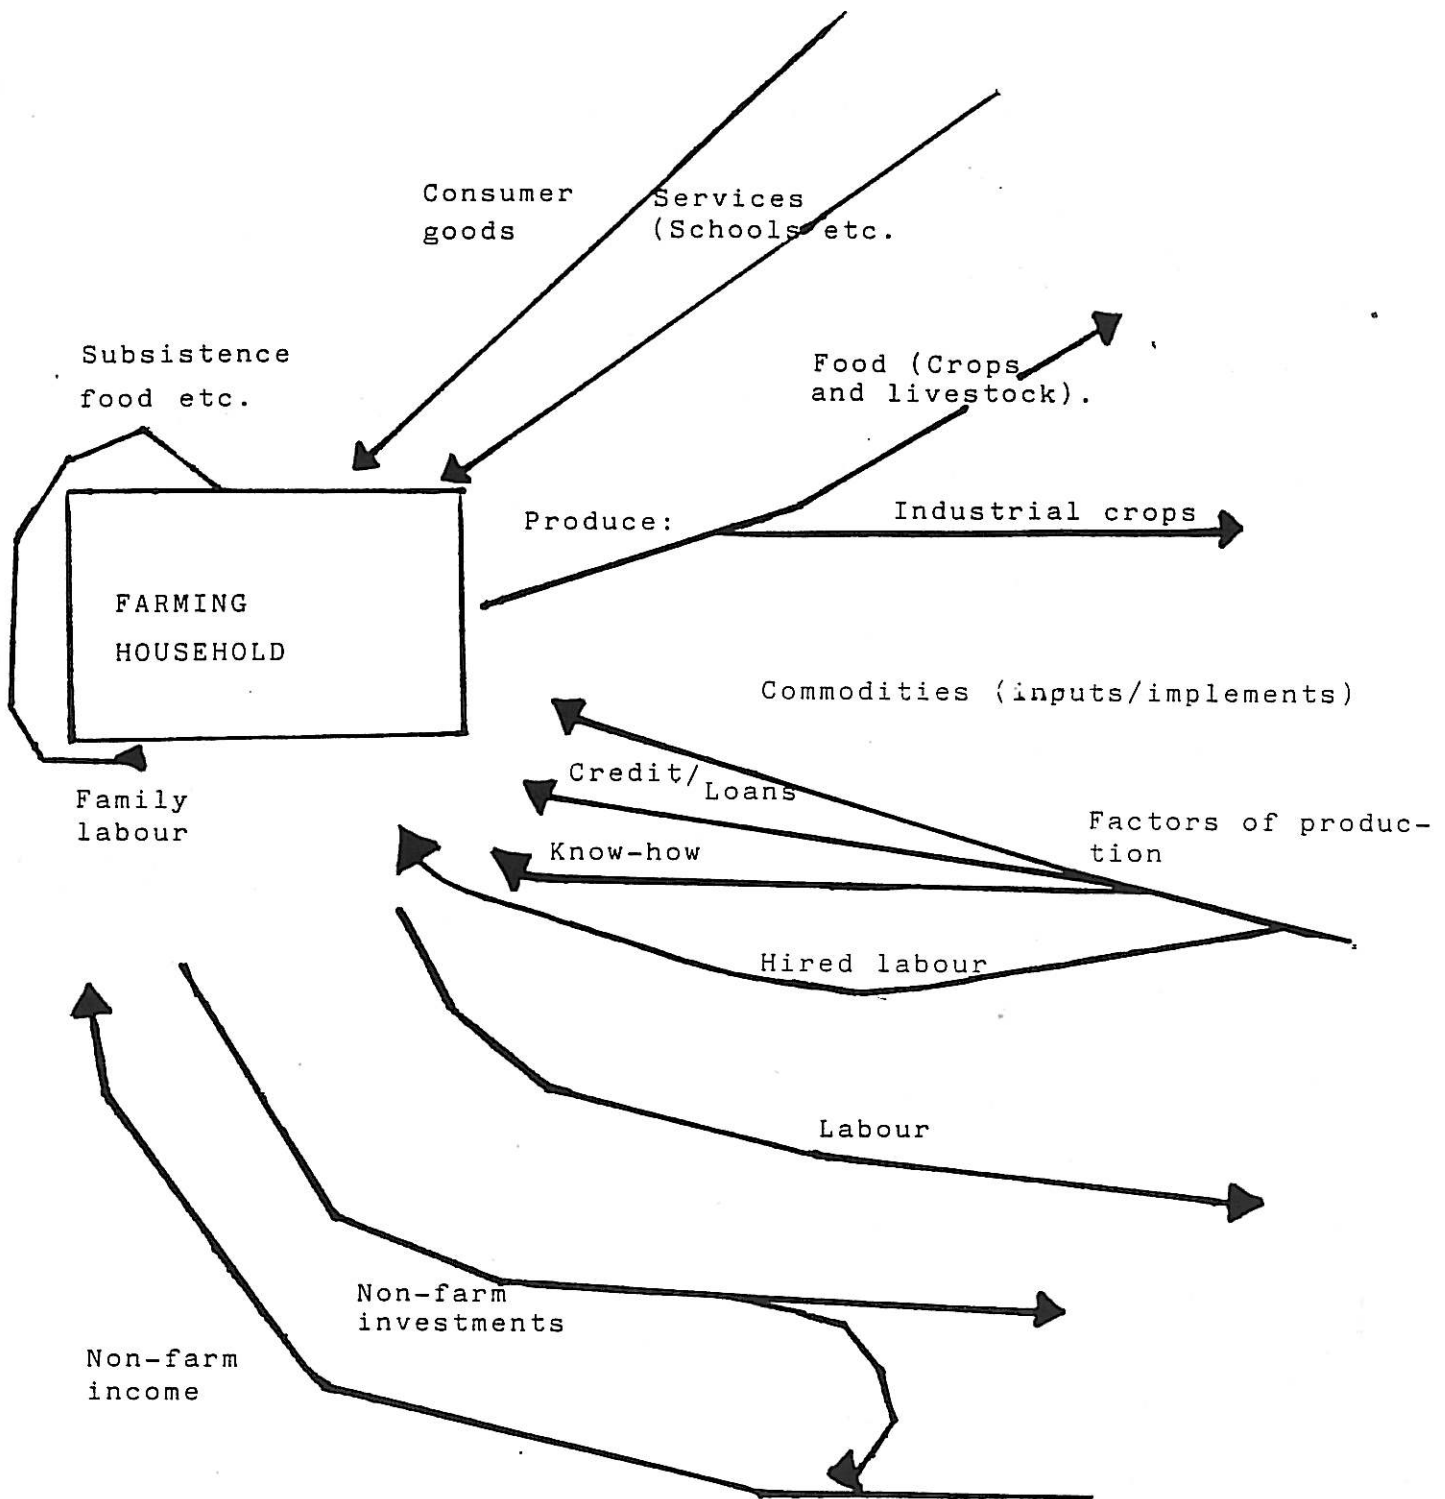 Consumer
goods
Services
(Schools etc.
Subsistence
food etc.
Food (Crops
and livestock).
Produce:
Industrial crops
FARMING
HOUSEHOLD
Commodities (inputs/implements)
Credit/
Loans
Family
labour
Factors of produc-
tion
Know-how
Hired labour
Labour
Non-farm
investments
Non-farm
income